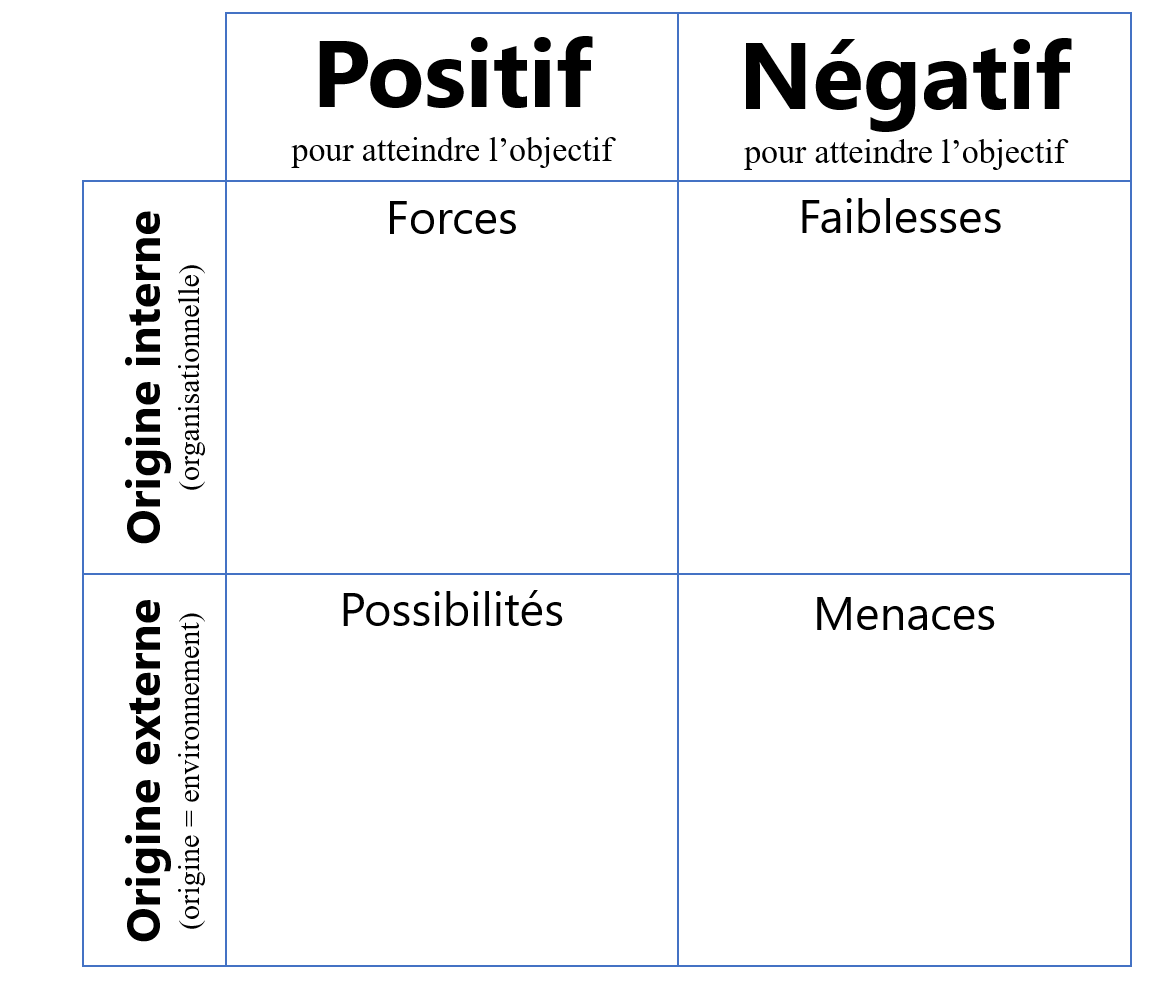 Positif
pour atteindre l’objectif
Négatif
pour atteindre l’objectif
Origine interne
(organisationnelle)
Forces
Faiblesses
Origine externe
(origine = environnement)
Possibilités
Menaces